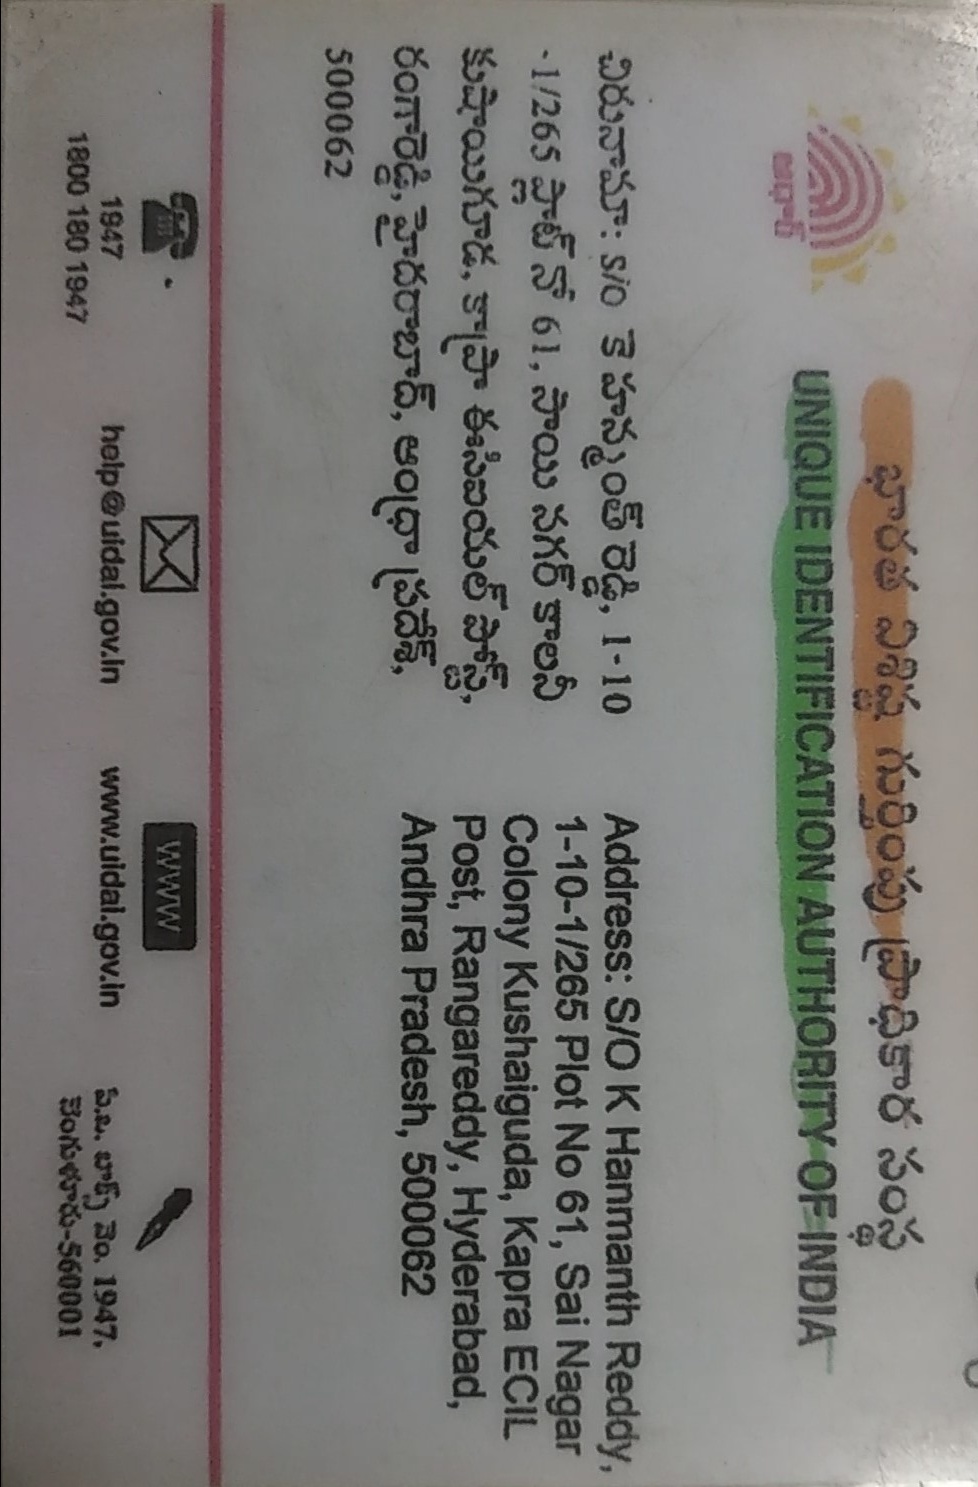 భారత విశిష్ట గుర్తింపు ప్రాధికార సంస్థ
UNIQUE IDENTIFICATION AUTHORITY OF INDIA
ఆధార్
చిరునామా: S/O కె హన్మంత్ రెడ్డి, 1-10
-1/265 ప్లాట్ నో 61, సాయి నగర్ కాలనీ
కుషాయిగూడ, కాప్రా ఈసిఐయల్ పోస్ట్,
రంగారెడ్డి, హైదరాబాద్, ఆంధ్రా ప్రదేశ్,
500062
Address: S/O K Hanmanth Reddy,
1-10-1/265 Plot No 61, Sai Nagar
Colony Kushaiguda, Kapra ECIL
Post, Rangareddy, Hyderabad,
Andhra Pradesh, 500062
1947
1800 180 1947
help@uidai.gov.in
WWW
www.uidai.gov.in
పి.ఒ. బాక్స్ నెం. 1947,
బెంగుళూరు-560001